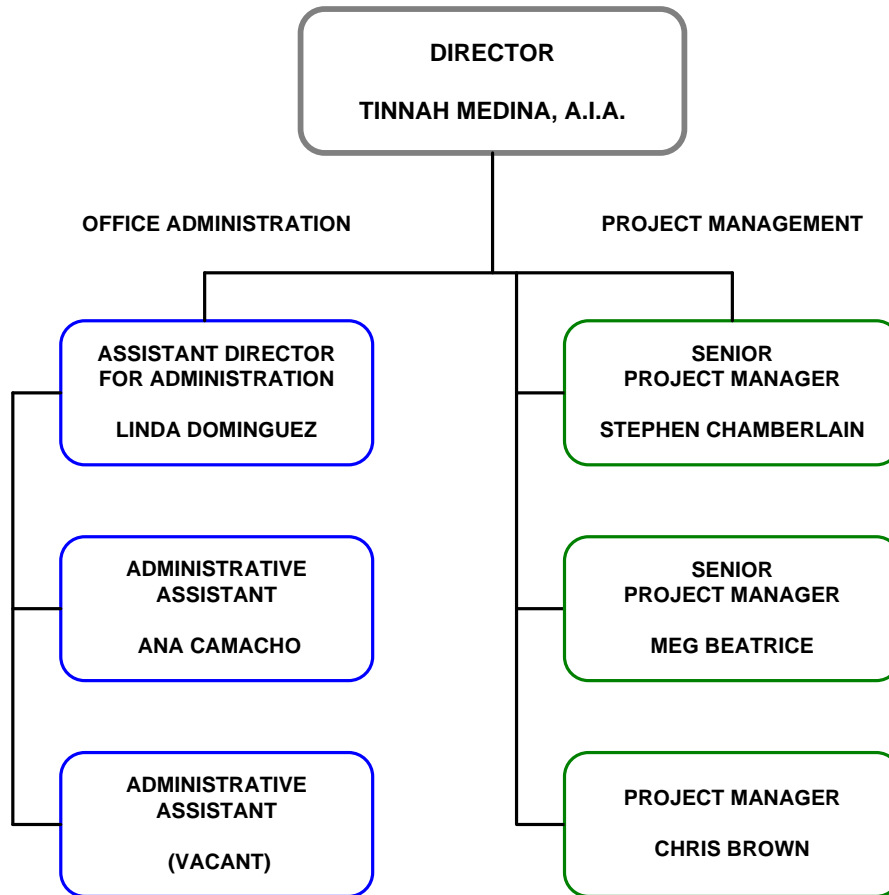 DIRECTOR
TINNAH MEDINA, A.I.A.
OFFICE ADMINISTRATION
PROJECT MANAGEMENT
ASSISTANT DIRECTOR
FOR ADMINISTRATION
LINDA DOMINGUEZ
SENIOR
PROJECT MANAGER
STEPHEN CHAMBERLAIN
ADMINISTRATIVE
ASSISTANT
ANA CAMACHO
SENIOR
PROJECT MANAGER
MEG BEATRICE
ADMINISTRATIVE
ASSISTANT
(VACANT)
PROJECT MANAGER
CHRIS BROWN